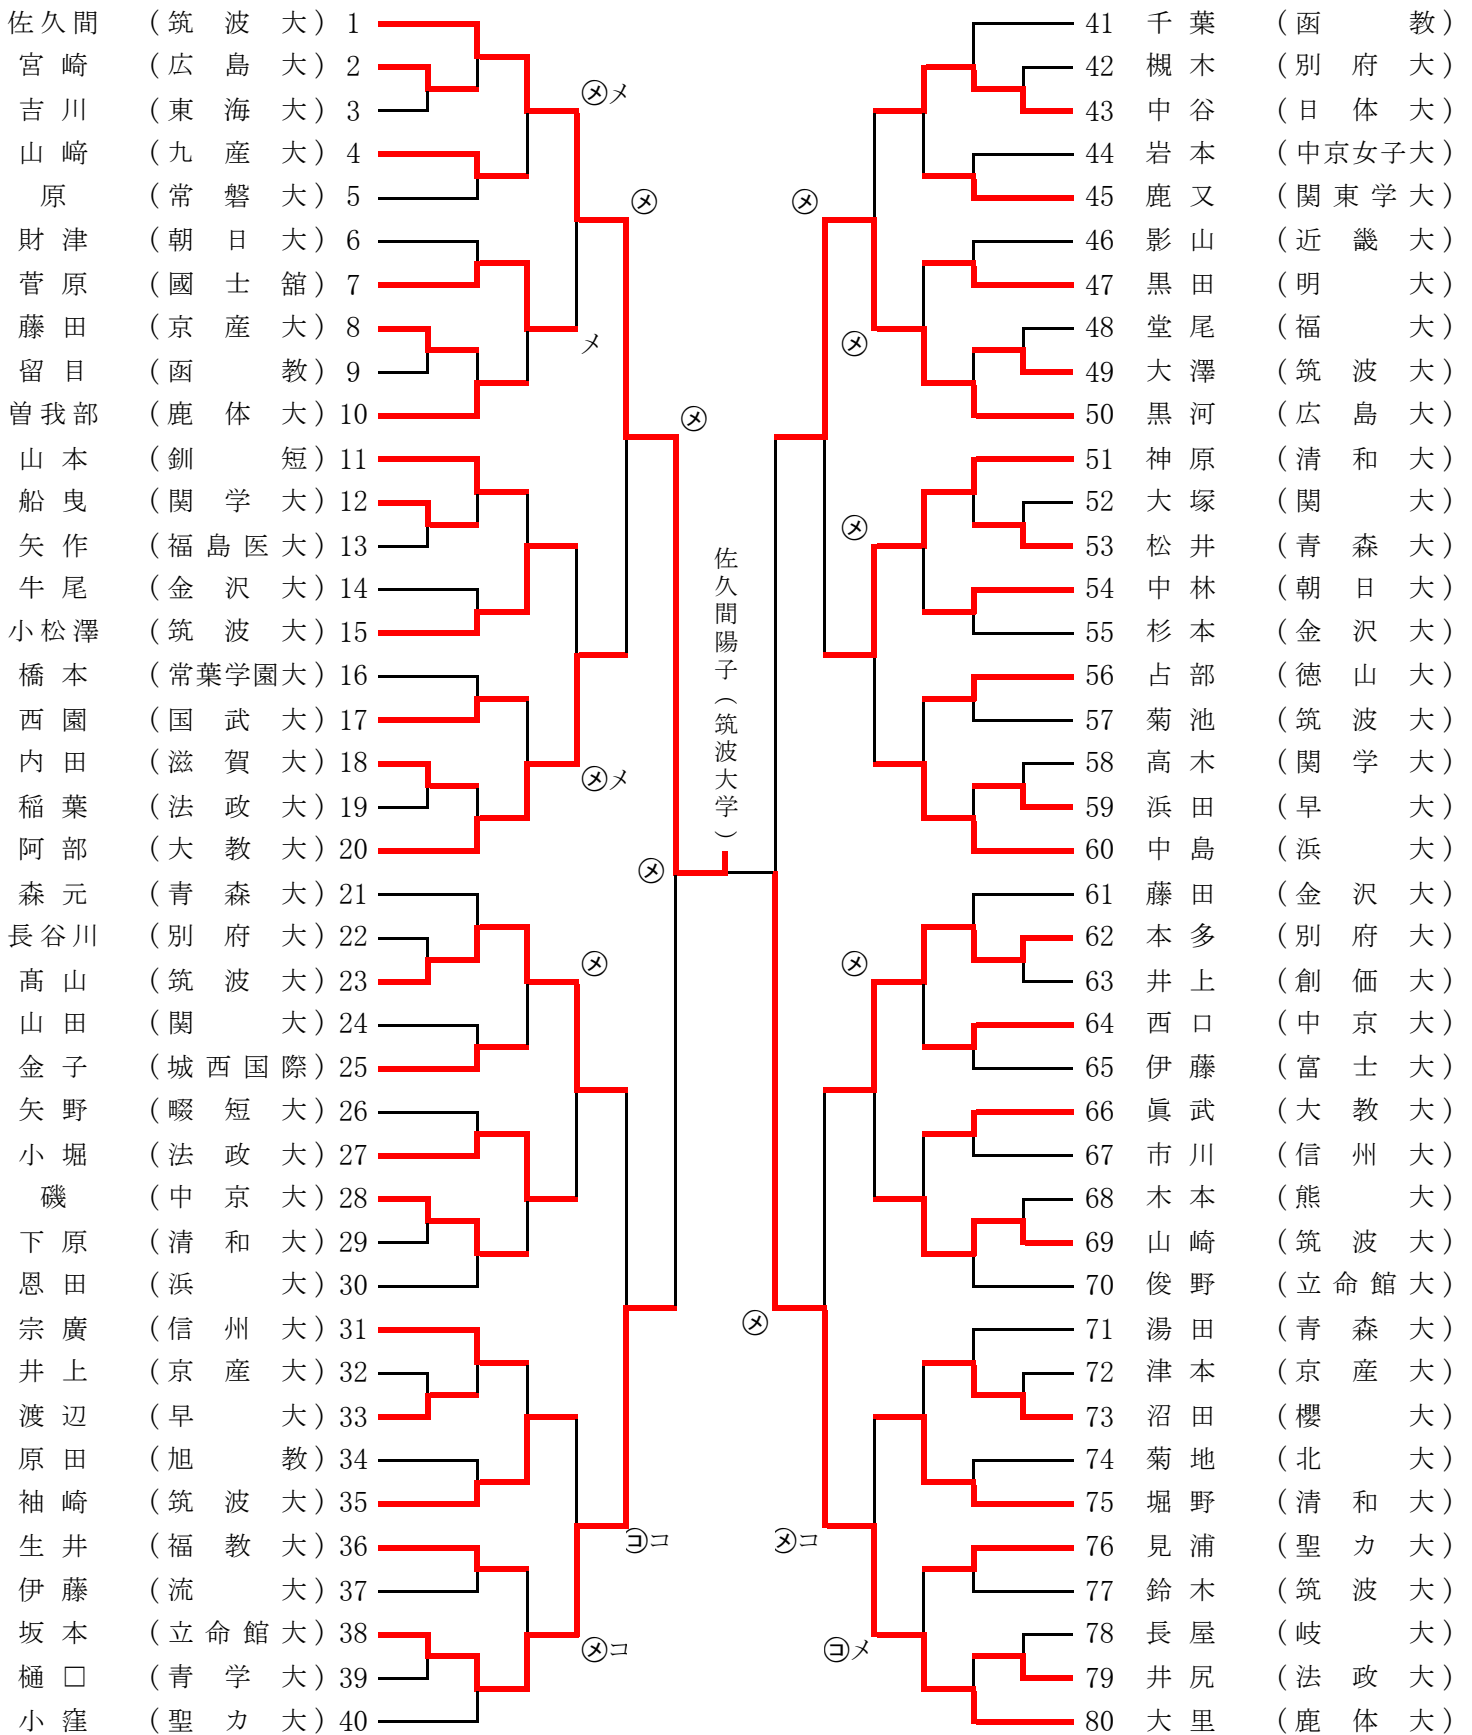 佐久間 (筑波大) 1
宮崎 (広島大) 2
吉川 (東海大) 3
山﨑 (九産大) 4
原 (常磐大) 5
財津 (朝日大) 6
菅原 (國士舘) 7
藤田 (京産大) 8
留目 (函教) 9
曽我部 (鹿体大) 10
山本 (釧短) 11
船曳 (関学大) 12
矢作 (福島医大) 13
牛尾 (金沢大) 14
小松澤 (筑波大) 15
橋本 (常葉学園大) 16
西園 (国武大) 17
内田 (滋賀大) 18
稲葉 (法政大) 19
阿部 (大教大) 20
森元 (青森大) 21
長谷川 (別府大) 22
髙山 (筑波大) 23
山田 (関大) 24
金子 (城西国際) 25
矢野 (畷短大) 26
小堀 (法政大) 27
磯 (中京大) 28
下原 (清和大) 29
恩田 (浜大) 30
宗廣 (信州大) 31
井上 (京産大) 32
渡辺 (早大) 33
原田 (旭教) 34
袖崎 (筑波大) 35
生井 (福教大) 36
伊藤 (流大) 37
坂本 (立命館大) 38
樋口 (青学大) 39
小窪 (聖カ大) 40
㋱メ
㋱
メ
㋱
㋱メ
㋱
㋱
㋙コ
㋱コ
佐久間陽子(筑波大学)
㋱
㋱
㋱
㋱
㋱
㋱コ
㋙メ
41 千葉 (函教)
42 槻木 (別府大)
43 中谷 (日体大)
44 岩本 (中京女子大)
45 鹿又 (関東学大)
46 影山 (近畿大)
47 黒田 (明大)
48 堂尾 (福大)
49 大澤 (筑波大)
50 黒河 (広島大)
51 神原 (清和大)
52 大塚 (関大)
53 松井 (青森大)
54 中林 (朝日大)
55 杉本 (金沢大)
56 占部 (徳山大)
57 菊池 (筑波大)
58 高木 (関学大)
59 浜田 (早大)
60 中島 (浜大)
61 藤田 (金沢大)
62 本多 (別府大)
63 井上 (創価大)
64 西口 (中京大)
65 伊藤 (富士大)
66 眞武 (大教大)
67 市川 (信州大)
68 木本 (熊大)
69 山崎 (筑波大)
70 俊野 (立命館大)
71 湯田 (青森大)
72 津本 (京産大)
73 沼田 (櫻大)
74 菊地 (北大)
75 堀野 (清和大)
76 見浦 (聖カ大)
77 鈴木 (筑波大)
78 長屋 (岐大)
79 井尻 (法政大)
80 大里 (鹿体大)